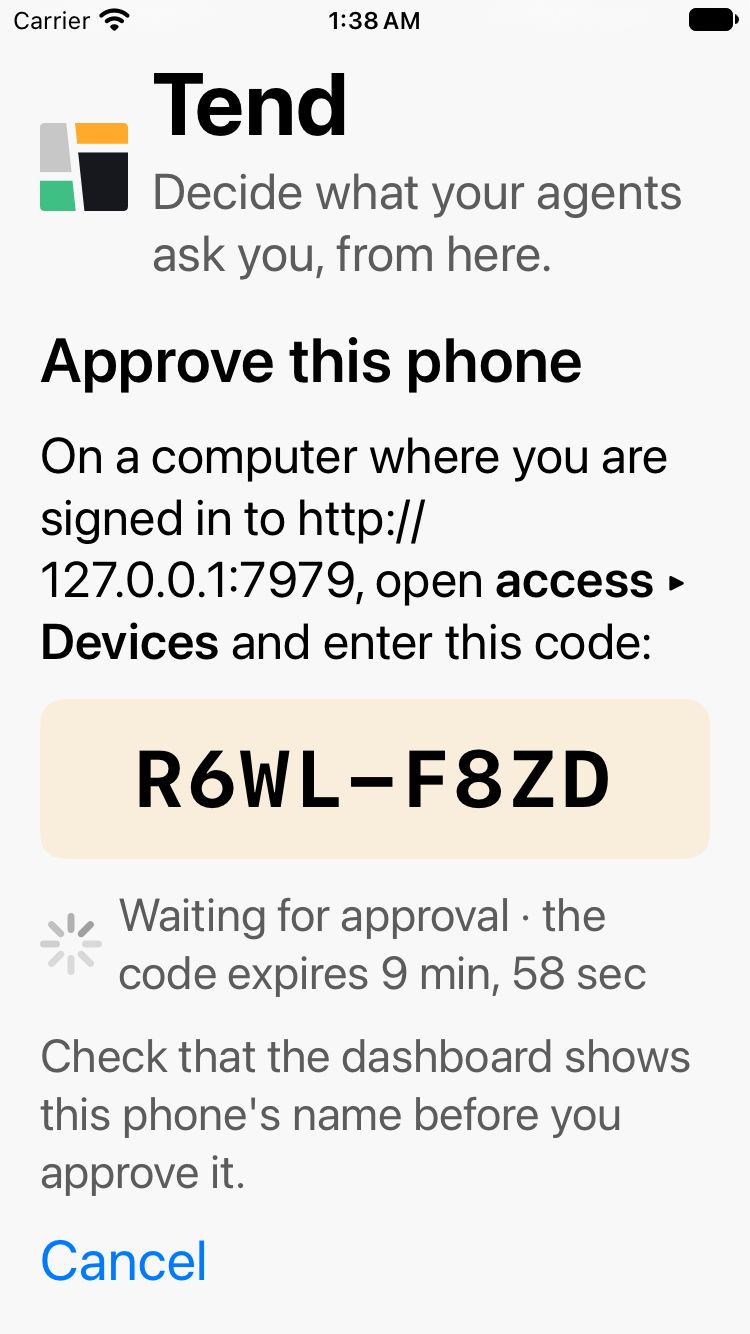 Carrier 1:38 AM
Tend
Decide what your agents
ask you, from here.
Approve this phone
On a computer where you are
signed in to http://
127.0.0.1:7979, open access ▸
Devices and enter this code:
R6WL-F8ZD
Waiting for approval · the
code expires 9 min, 58 sec
Check that the dashboard shows
this phone's name before you
approve it.
Cancel